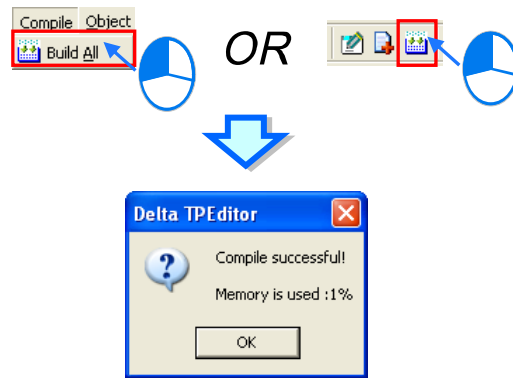 Compile Object
Build All
OR
Delta TPEditor
Compile successful!
Memory is used :1%
OK